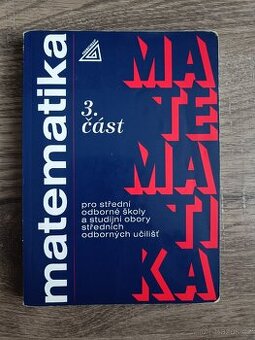 matematika
3.
část
pro střední
odborné školy
a studijní obory
středních
odborných učilišť
MA
TE
MA
TI
KA